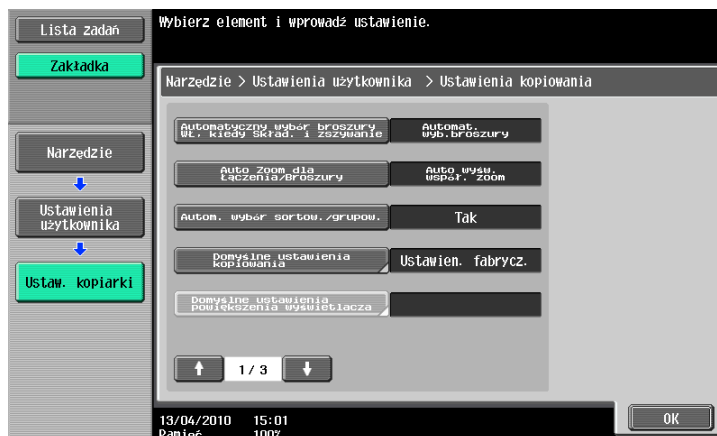 Lista zadań
Wybierz element i wprowadź ustawienie.
Zakładka
Narzędzie > Ustawienia użytkownika > Ustawienia kopiowania
Automatyczny wybór broszury
WŁ, kiedy Skład. i zszywanie
Automat.
wyb.broszury
Narzędzie
Auto Zoom dla
Łączenia/Broszury
Auto wyśw.
współ. zoom
Ustawienia
użytkownika
Autom. wybór sortow./grupow.
Tak
Ustaw. kopiarki
Domyślne ustawienia
kopiowania
Ustawien. fabrycz.
Domyślne ustawienia
powiększenia wyświetlacza
1/ 3
OK
13/04/2010 15:01
Pamięć 100%